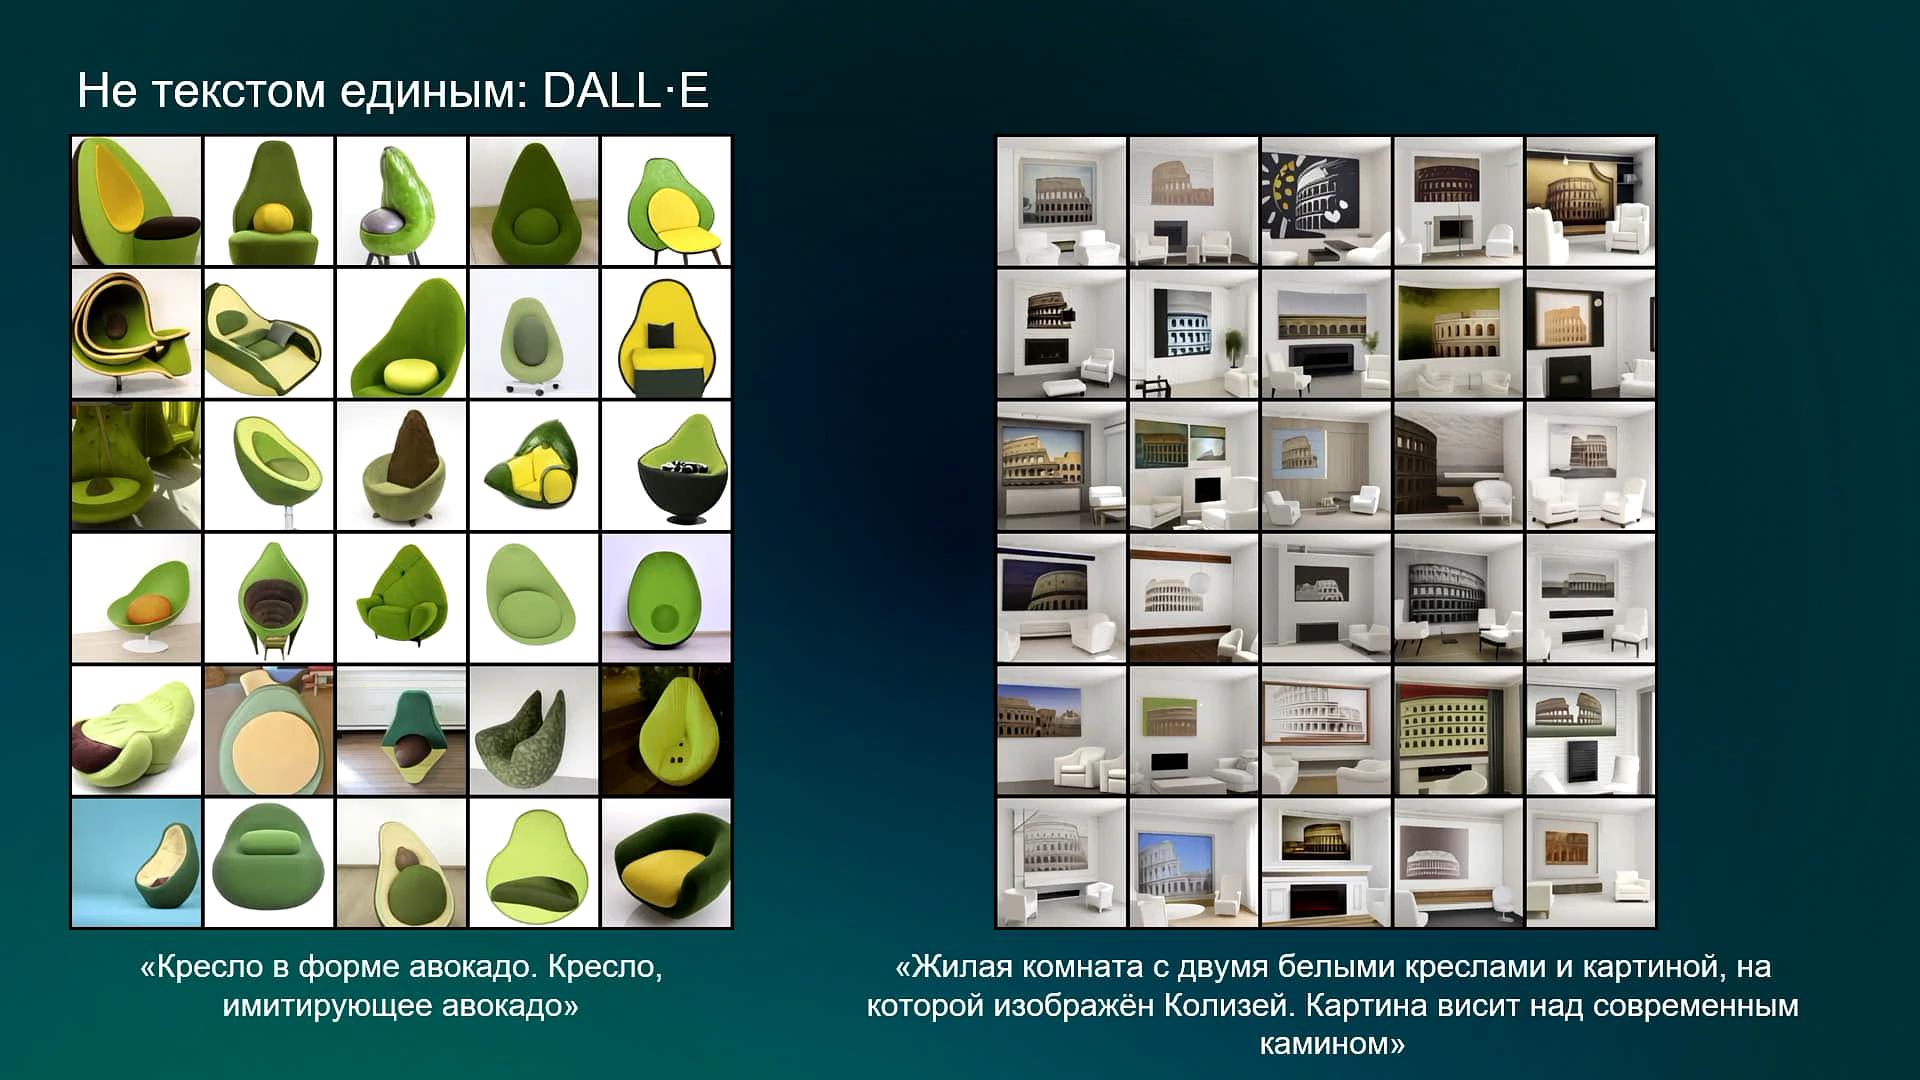 Не текстом единым: DALL·E
«Кресло в форме авокадо. Кресло,
имитирующее авокадо»
«Жилая комната с двумя белыми креслами и картиной, на
которой изображён Колизей. Картина висит над современным
камином»